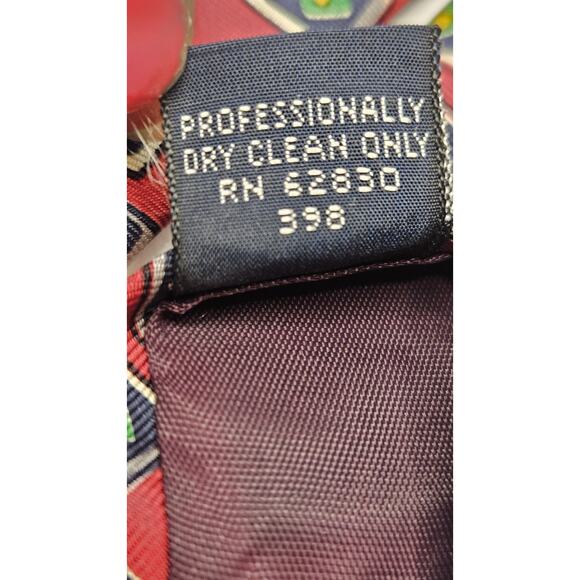 PROFESSIONALLY
DRY CLEAN ONLY
RN 62830
398